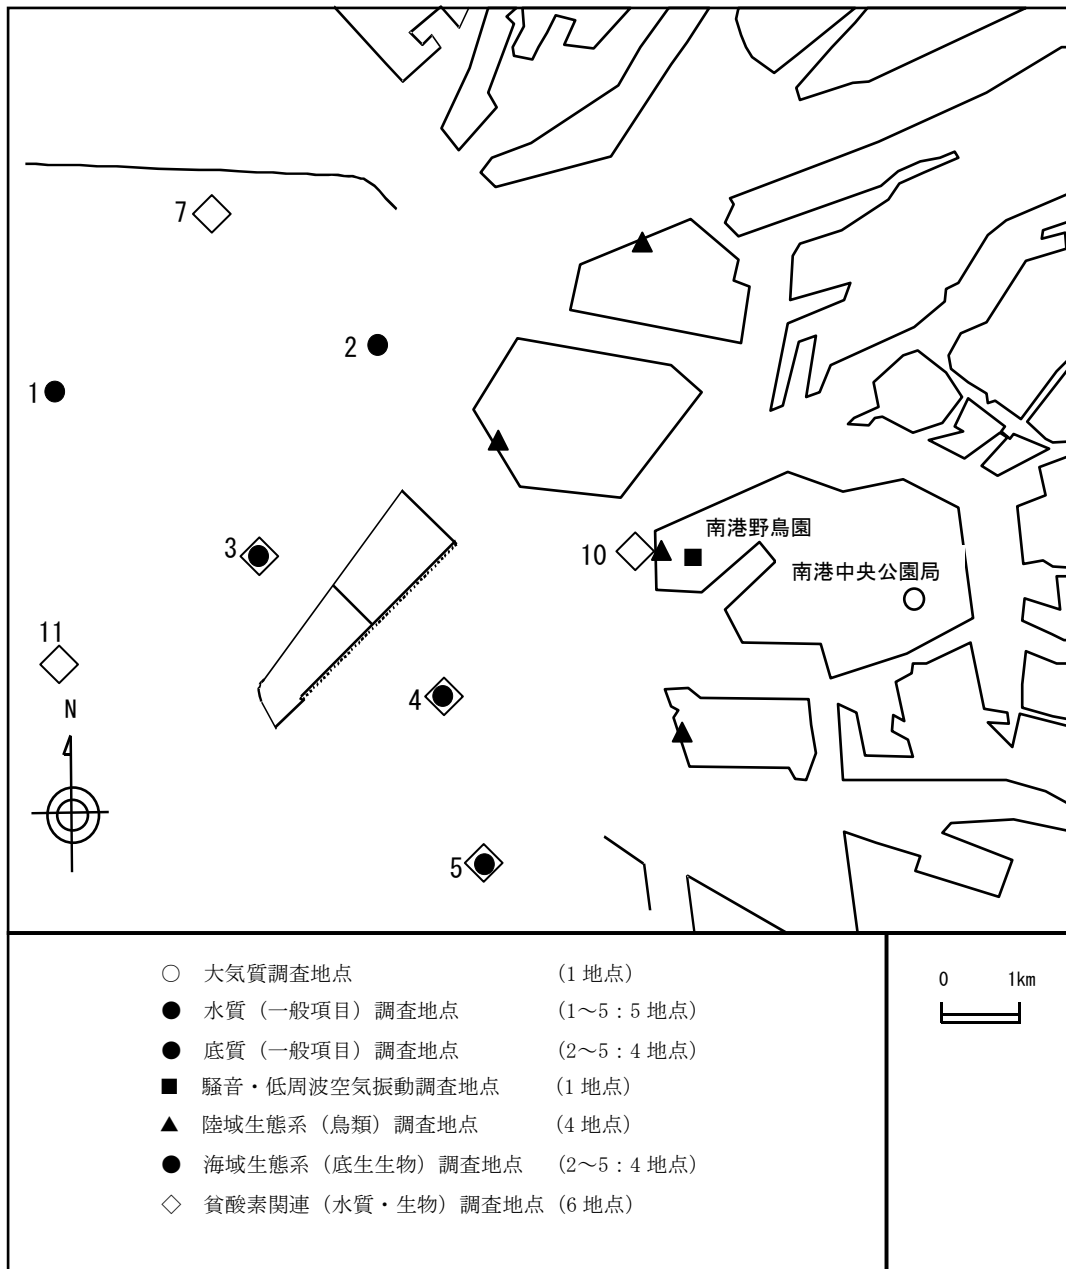 7
2
1
南港野鳥園
3
10
南港中央公園局
11
4
N
5
○ 大気質調査地点 (1 地点)
● 水質（一般項目）調査地点 (1～5：5 地点)
● 底質（一般項目）調査地点 (2～5：4 地点)
■ 騒音・低周波空気振動調査地点 (1 地点)
▲ 陸域生態系（鳥類）調査地点 (4 地点)
● 海域生態系（底生生物）調査地点 (2～5：4 地点)
◇ 貧酸素関連（水質・生物）調査地点 (6 地点)
0 1km